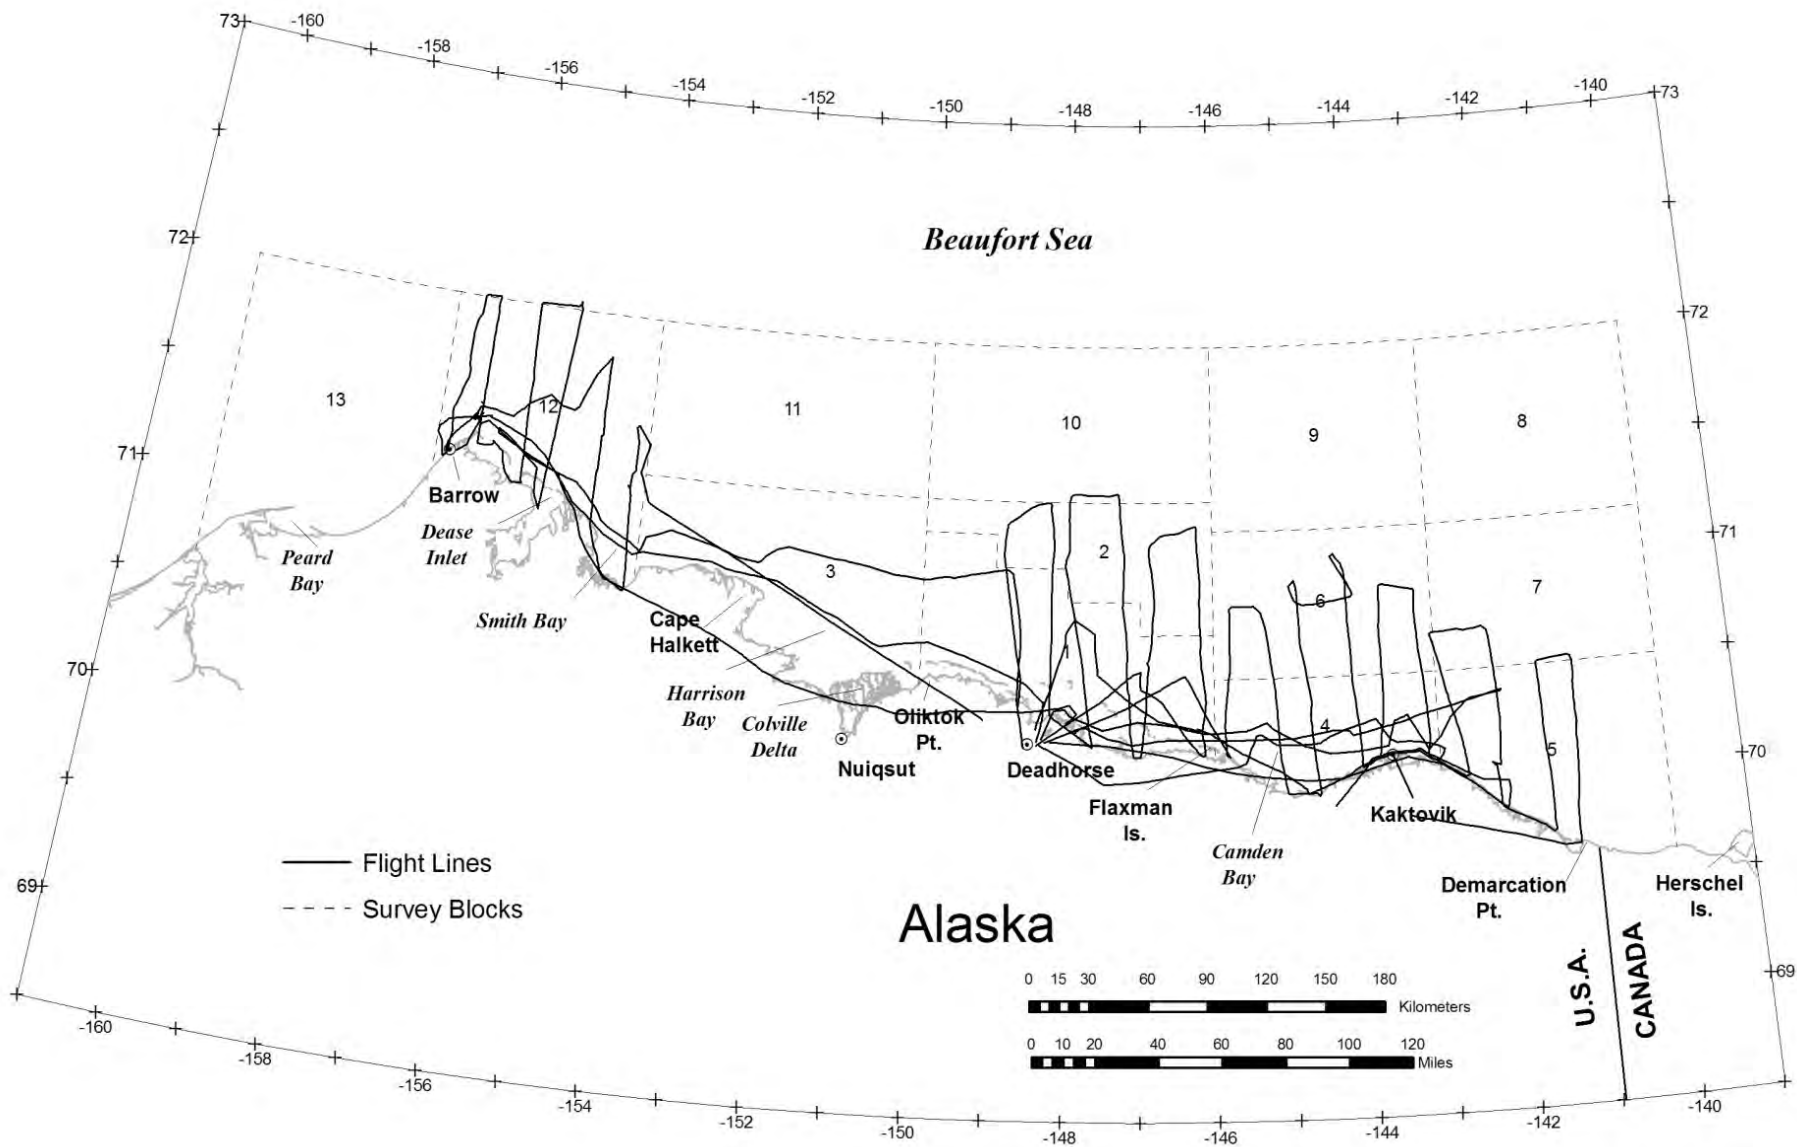 73
-160
-158
-156
-154
-152
-150
-148
-146
-144
-142
-140
73
72
72
Beaufort Sea
13
12
11
10
9
8
71
71
Barrow
Dease
Inlet
Peard
Bay
Smith Bay
3
2
6
7
Cape
Halkett
1
70
70
Harrison
Bay
Colville
Delta
Oliktok
Pt.
4
5
Nuiqsut
Deadhorse
Flaxman
Is.
Kaktovik
Camden
Bay
Demarcation
Pt.
Herschel
Is.
Flight Lines
Survey Blocks
69
69
Alaska
U.S.A.
CANADA
0 15 30 60 90 120 150 180
Kilometers
0 10 20 40 60 80 100 120
Miles
-160
-158
-156
-154
-152
-150
-148
-146
-144
-142
-140